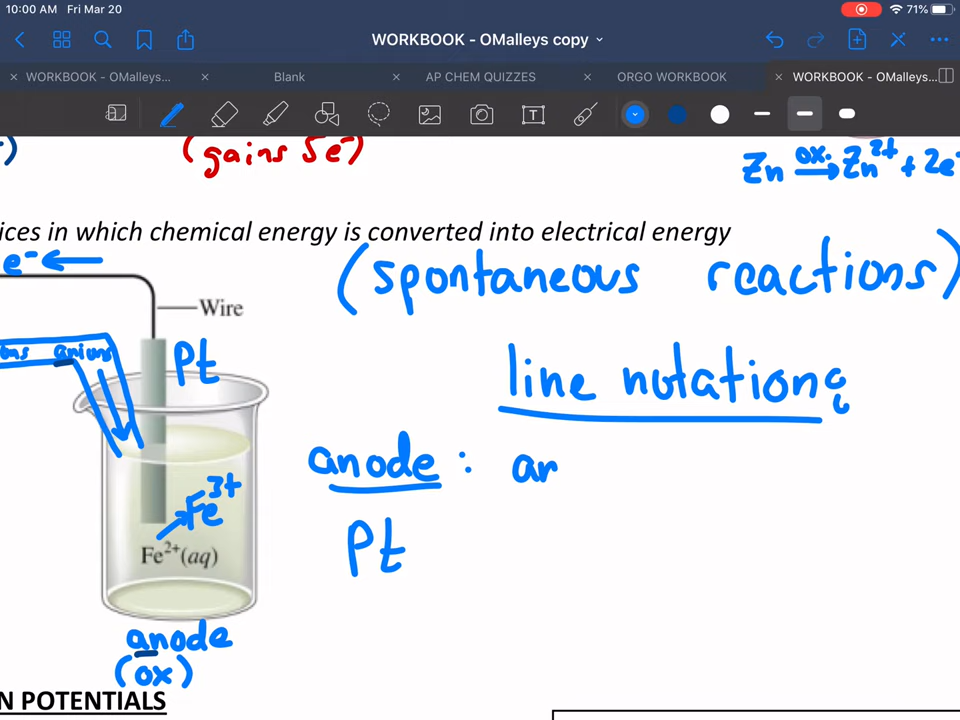 10:00 AM Fri Mar 20
71%
WORKBOOK - OMalleys copy
WORKBOOK - OMalleys...
Blank
AP CHEM QUIZZES
ORGO WORKBOOK
WORKBOOK - OMalleys...
(gains 5e⁻)
Zn ox. → Zn²⁺ + 2e⁻
ices in which chemical energy is converted into electrical energy
e⁻ ←
(spontaneous reactions)
Wire
anions
Pt
line notation
anode : an
Fe³⁺
Pt
Fe²⁺(aq)
anode
(ox)
N POTENTIALS